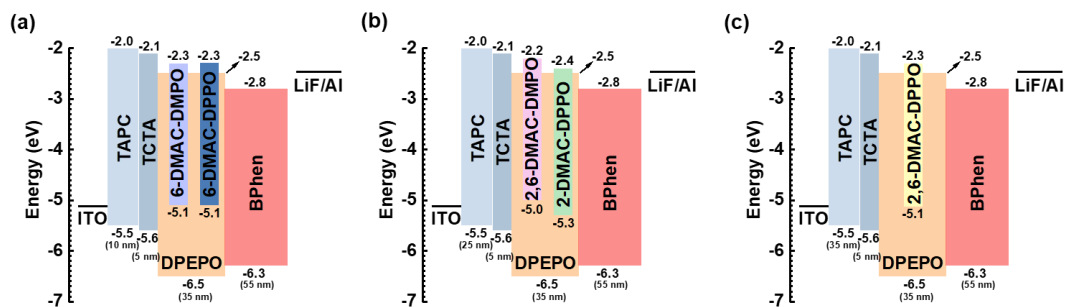 (a)
Energy (eV)
-2
-3
-4
-5
-6
-7
-2.0
-2.1
-2.3
-2.3
-2.5
-2.8
LiF/Al
TAPC
TCTA
6-DMAC-DMPO
6-DMAC-DPPO
BPhen
ITO
-5.1
-5.1
-5.5
(10 nm)
-5.6
(5 nm)
DPEPO
-6.5
(35 nm)
-6.3
(55 nm)
(b)
Energy (eV)
-2
-3
-4
-5
-6
-7
-2.0
-2.1
-2.2
-2.4
-2.5
-2.8
LiF/Al
TAPC
TCTA
2,6-DMAC-DMPO
2-DMAC-DPPO
BPhen
ITO
-5.0
-5.3
-5.5
(25 nm)
-5.6
(5 nm)
DPEPO
-6.5
(35 nm)
-6.3
(55 nm)
(c)
Energy (eV)
-2
-3
-4
-5
-6
-7
-2.0
-2.1
-2.3
-2.5
-2.8
LiF/Al
TAPC
TCTA
2,6-DMAC-DPPO
BPhen
ITO
-5.1
-5.5
(35 nm)
-5.6
(5 nm)
DPEPO
-6.5
(35 nm)
-6.3
(55 nm)